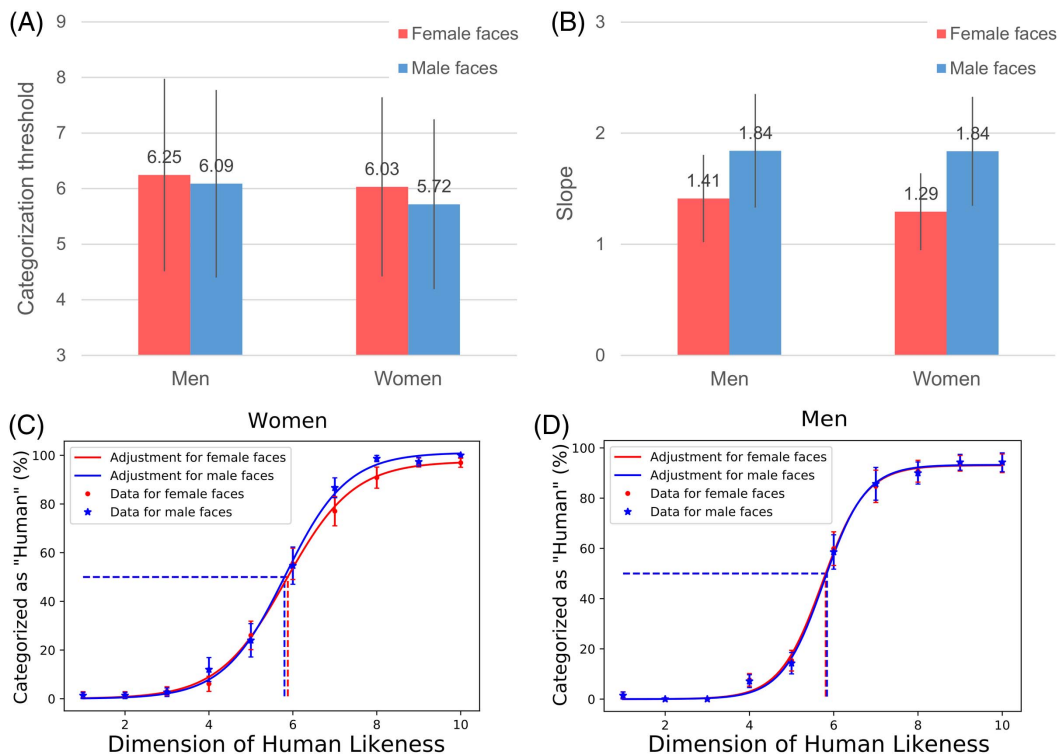 (A)
9
8
7
6
5
4
3
Categorization threshold
Female faces
Male faces
6.25
6.09
6.03
5.72
Men
Women
(B)
3
2
1
0
Slope
Female faces
Male faces
1.41
1.84
1.29
1.84
Men
Women
(C)
Women
100
80
60
40
20
0
Categorized as "Human" (%)
Adjustment for female faces
Adjustment for male faces
Data for female faces
Data for male faces
2
4
6
8
10
Dimension of Human Likeness
(D)
Men
100
80
60
40
20
0
Categorized as "Human" (%)
Adjustment for female faces
Adjustment for male faces
Data for female faces
Data for male faces
2
4
6
8
10
Dimension of Human Likeness